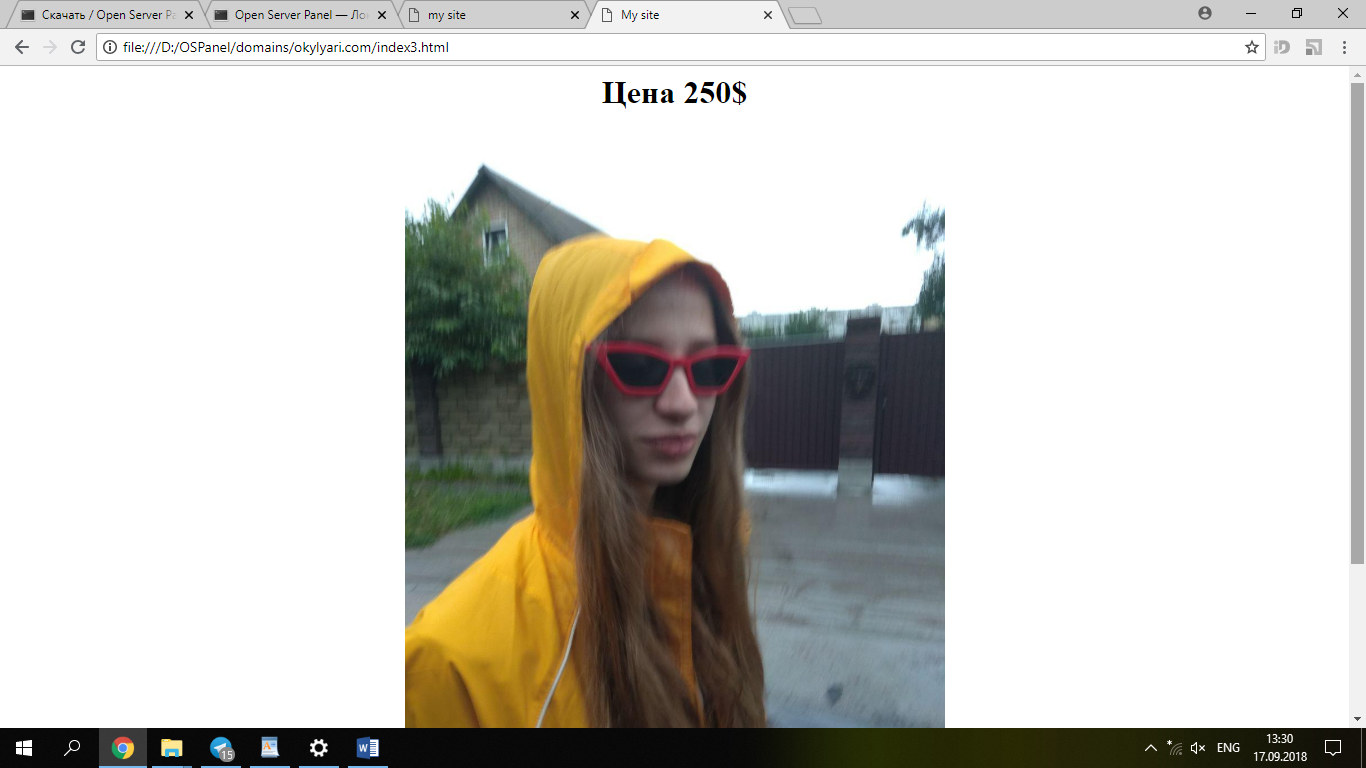 Скачать / Open Server Pa
Open Server Panel — Ло
my site
My site
file:///D:/OSPanel/domains/okylyari.com/index3.html
Цена 250$
15
ENG
13:30
17.09.2018